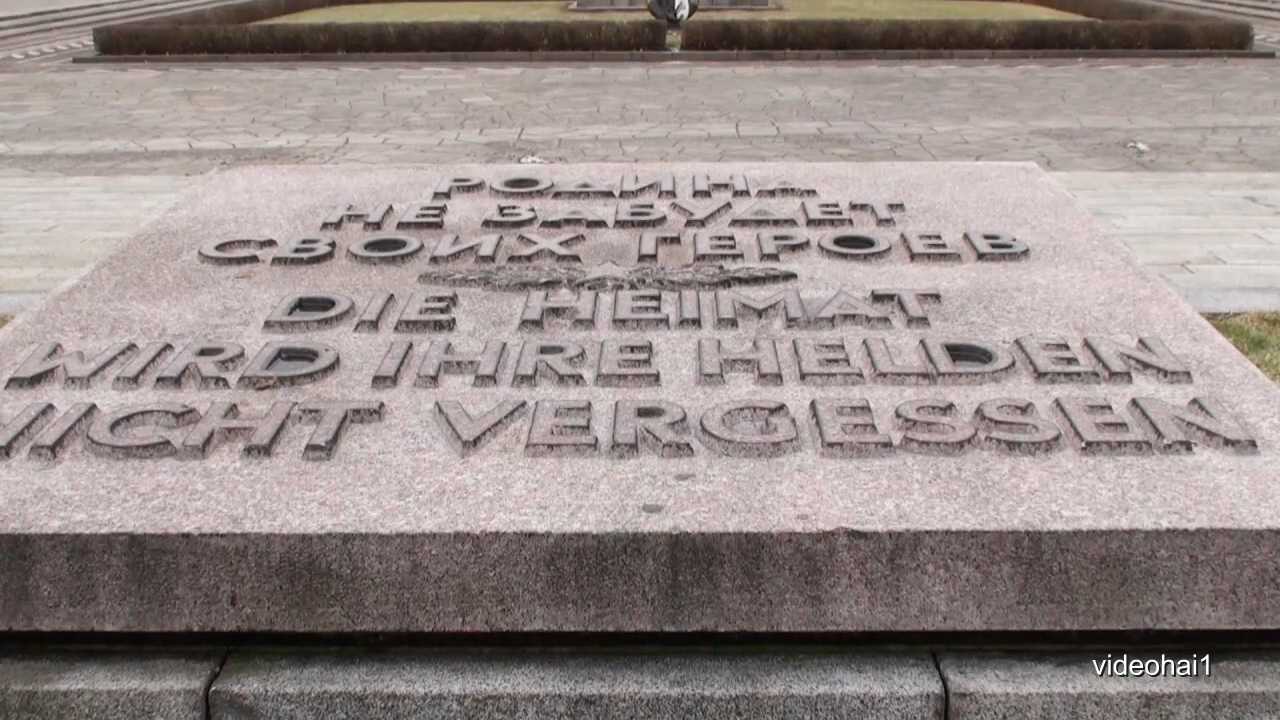 РОДИНА
НЕ ЗАБУДЕТ
СВОИХ ГЕРОЕВ
DIE HEIMAT
WIRD IHRE HELDEN
NICHT VERGESSEN
videohai1